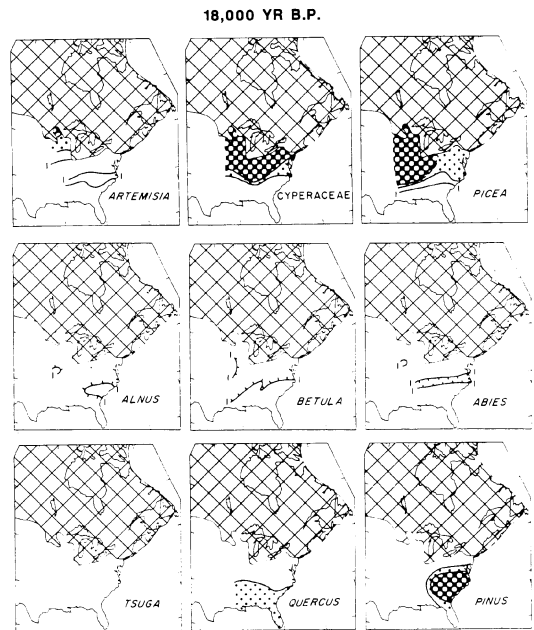 18,000 YR B.P.
ARTEMISIA
CYPERACEAE
PICEA
ALNUS
BETULA
ABIES
TSUGA
QUERCUS
PINUS